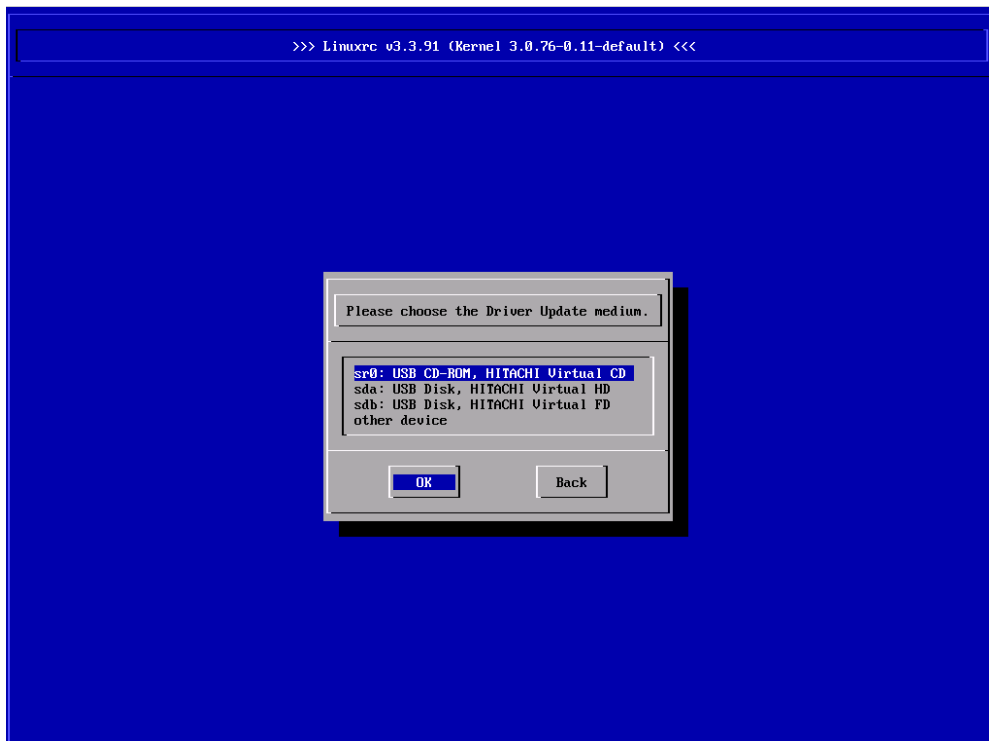 >>> Linuxrc v3.3.91 (Kernel 3.0.76-0.11-default) <<<
Please choose the Driver Update medium.
sr0: USB CD-ROM, HITACHI Virtual CD
sda: USB Disk, HITACHI Virtual HD
sdb: USB Disk, HITACHI Virtual FD
other device
OK Back